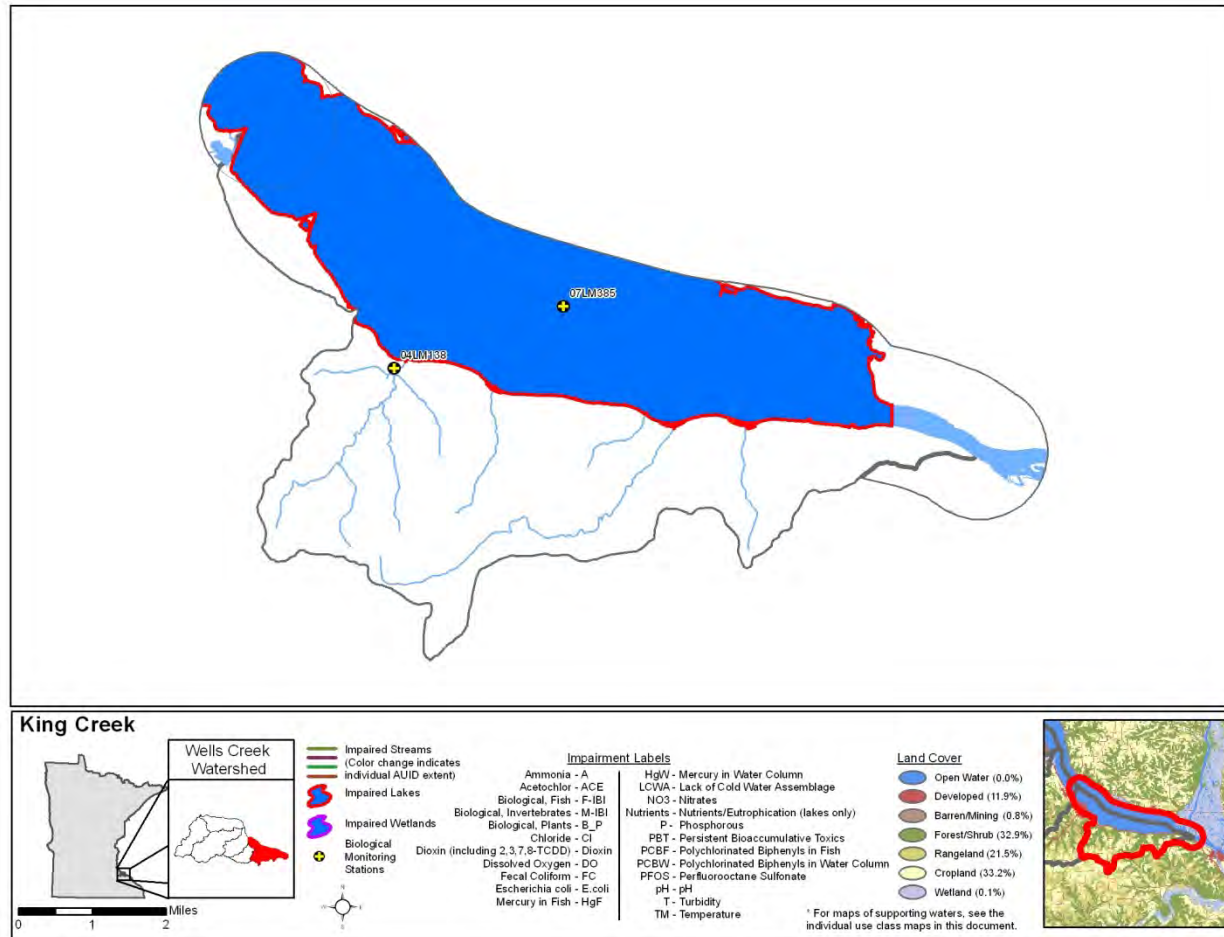 07LM385
04LM138
King Creek
Wells Creek
Watershed
0 1 2 Miles
Impaired Streams
(Color change indicates
individual AUID extent)
Impaired Lakes
Impaired Wetlands
Biological
Monitoring
Stations
N
Impairment Labels
Ammonia - A
Acetochlor - ACE
Biological, Fish - F-IBI
Biological, Invertebrates - M-IBI
Biological, Plants - B_P
Chloride - Cl
Dioxin (including 2,3,7,8-TCDD) - Dioxin
Dissolved Oxygen - DO
Fecal Coliform - FC
Escherichia coli - E.coli
Mercury in Fish - HgF
HgW - Mercury in Water Column
LCWA - Lack of Cold Water Assemblage
NO3 - Nitrates
Nutrients - Nutrients/Eutrophication (lakes only)
P - Phosphorous
PBT - Persistent Bioaccumulative Toxics
PCBF - Polychlorinated Biphenyls in Fish
PCBW - Polychlorinated Biphenyls in Water Column
PFOS - Perfluorooctane Sulfonate
pH - pH
T - Turbidity
TM - Temperature
Land Cover
Open Water (0.0%)
Developed (11.9%)
Barren/Mining (0.8%)
Forest/Shrub (32.9%)
Rangeland (21.5%)
Cropland (33.2%)
Wetland (0.1%)
* For maps of supporting waters, see the
individual use class maps in this document.